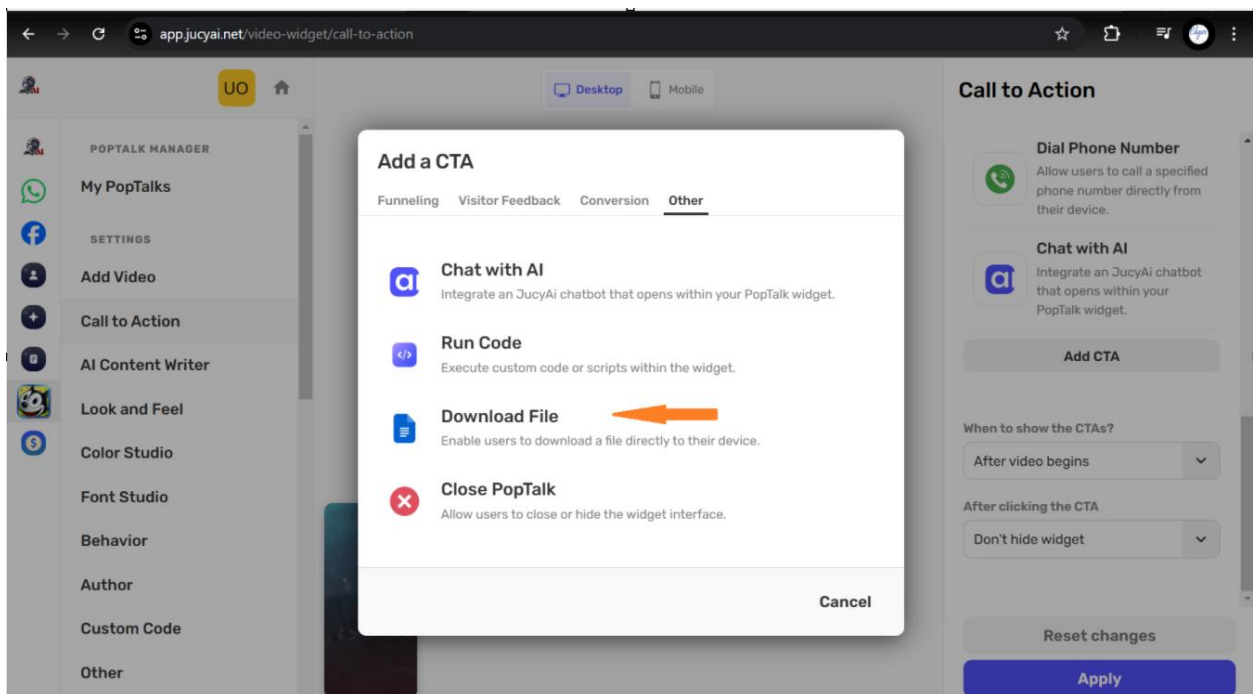 app.jucyai.net/video-widget/call-to-action
UO
Desktop
Mobile
POPTALK MANAGER
My PopTalks
SETTINGS
Add Video
Call to Action
AI Content Writer
Look and Feel
Color Studio
Font Studio
Behavior
Author
Custom Code
Other
Add a CTA
Funneling Visitor Feedback Conversion Other
Chat with AI
Integrate an JucyAi chatbot that opens within your PopTalk widget.
Run Code
Execute custom code or scripts within the widget.
Download File
Enable users to download a file directly to their device.
Close PopTalk
Allow users to close or hide the widget interface.
Cancel
Call to Action
Dial Phone Number
Allow users to call a specified
phone number directly from
their device.
Chat with AI
Integrate an JucyAi chatbot
that opens within your
PopTalk widget.
Add CTA
When to show the CTAs?
After video begins
After clicking the CTA
Don't hide widget
Reset changes
Apply